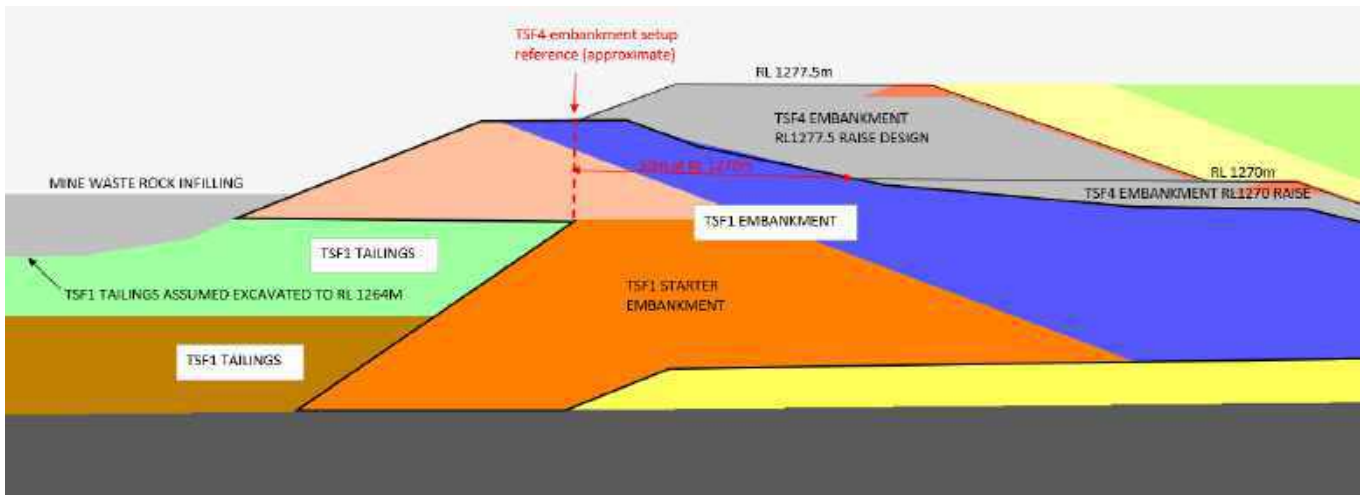 TSF4 embankment setup
reference (approximate)
RL 1277.5m
TSF4 EMBANKMENT
RL1277.5 RAISE DESIGN
MINE WASTE ROCK INFILLING
RL 1270m
TSF4 EMBANKMENT RL1270 RAISE
TSF1 EMBANKMENT
TSF1 TAILINGS
TSF1 TAILINGS ASSUMED EXCAVATED TO RL 1264M
TSF1 STARTER
EMBANKMENT
TSF1 TAILINGS